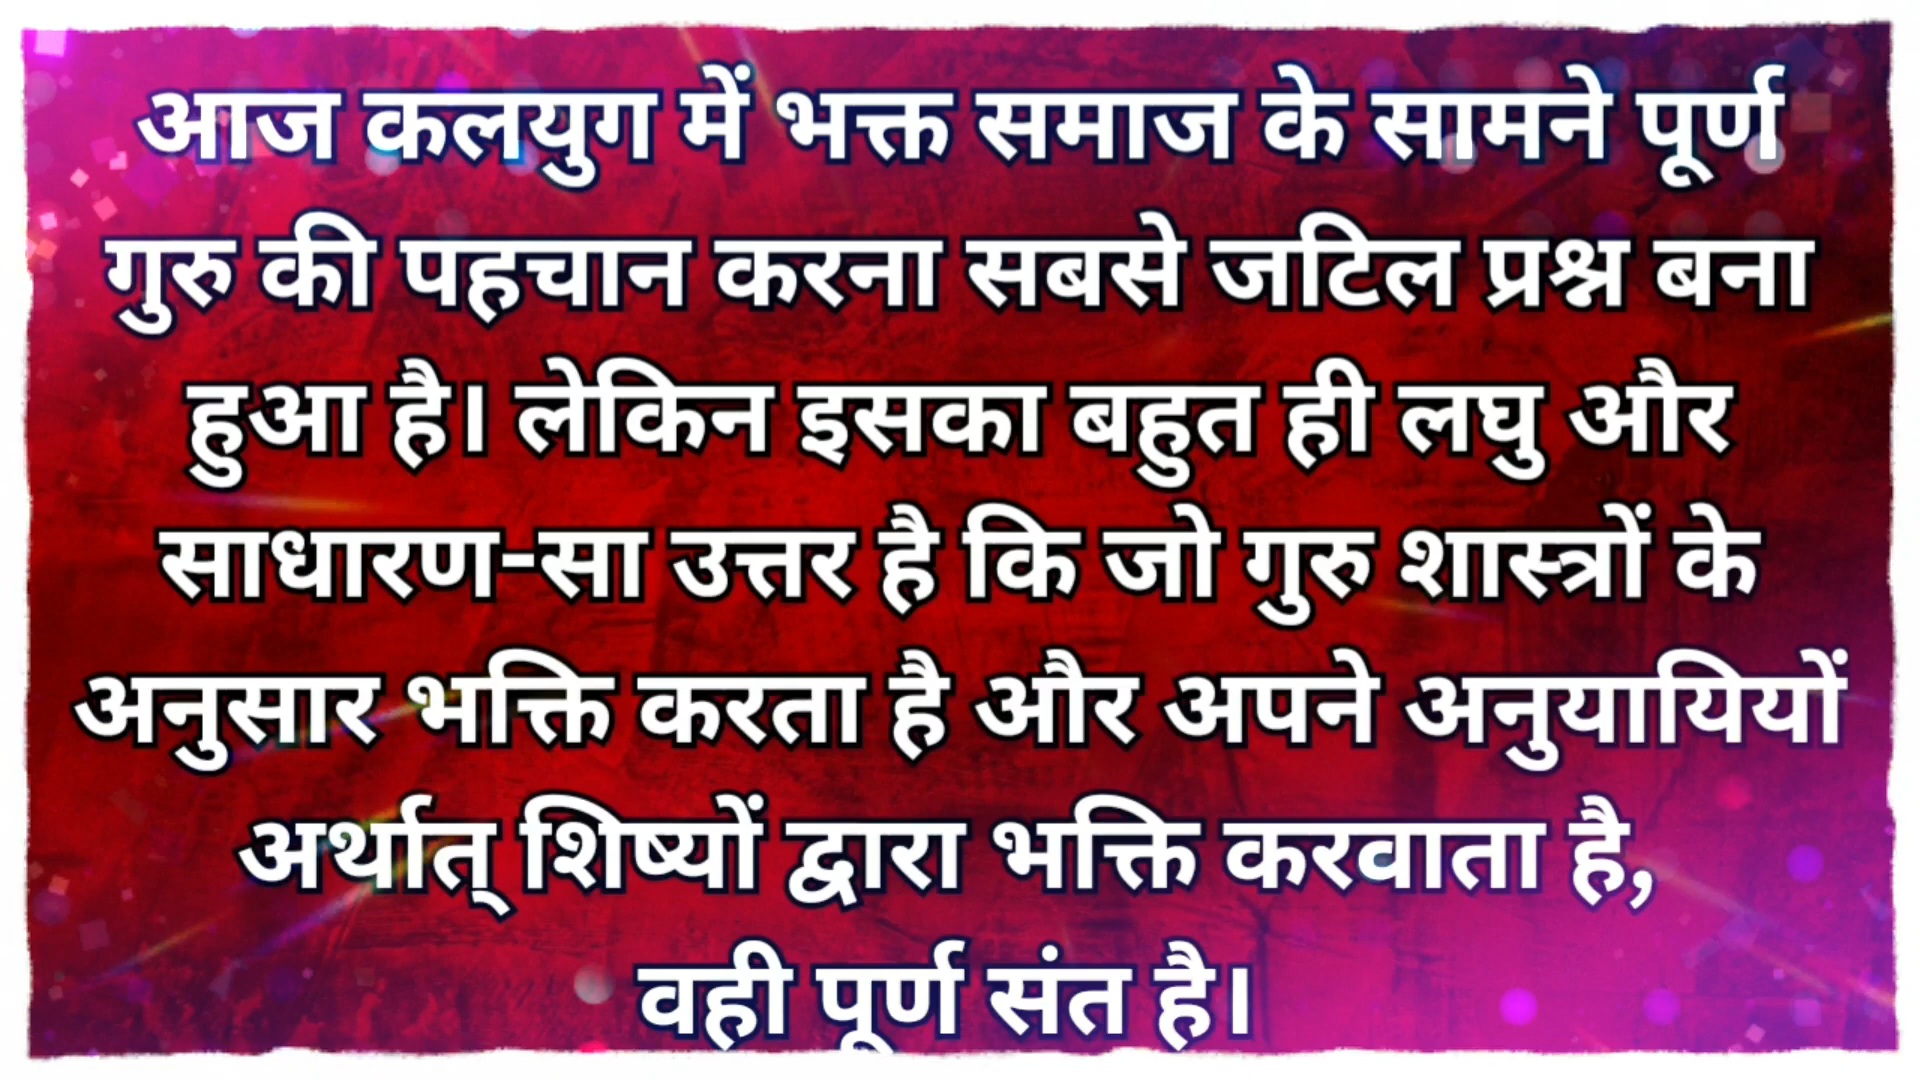 आज कलयुग में भक्त समाज के सामने पूर्ण
गुरु की पहचान करना सबसे जटिल प्रश्न बना
हुआ है। लेकिन इसका बहुत ही लघु और
साधारण-सा उत्तर है कि जो गुरु शास्त्रों के
अनुसार भक्ति करता है और अपने अनुयायियों
अर्थात् शिष्यों द्वारा भक्ति करवाता है,
वही पूर्ण संत है।